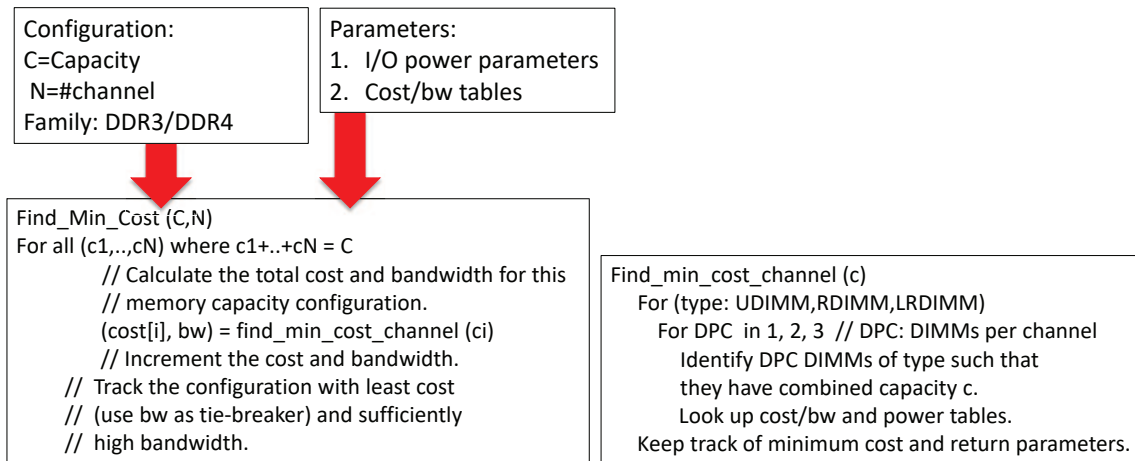 Configuration:
C=Capacity
N=#channel
Family: DDR3/DDR4
Parameters:
1. I/O power parameters
2. Cost/bw tables
Find_Min_Cost (C,N)
For all (c1,..,cN) where c1+..+cN = C
// Calculate the total cost and bandwidth for this
// memory capacity configuration.
(cost[i], bw) = find_min_cost_channel (ci)
// Increment the cost and bandwidth.
// Track the configuration with least cost
// (use bw as tie-breaker) and sufficiently
// high bandwidth.
Find_min_cost_channel (c)
For (type: UDIMM,RDIMM,LRDIMM)
For DPC in 1, 2, 3 // DPC: DIMMs per channel
Identify DPC DIMMs of type such that
they have combined capacity c.
Look up cost/bw and power tables.
Keep track of minimum cost and return parameters.